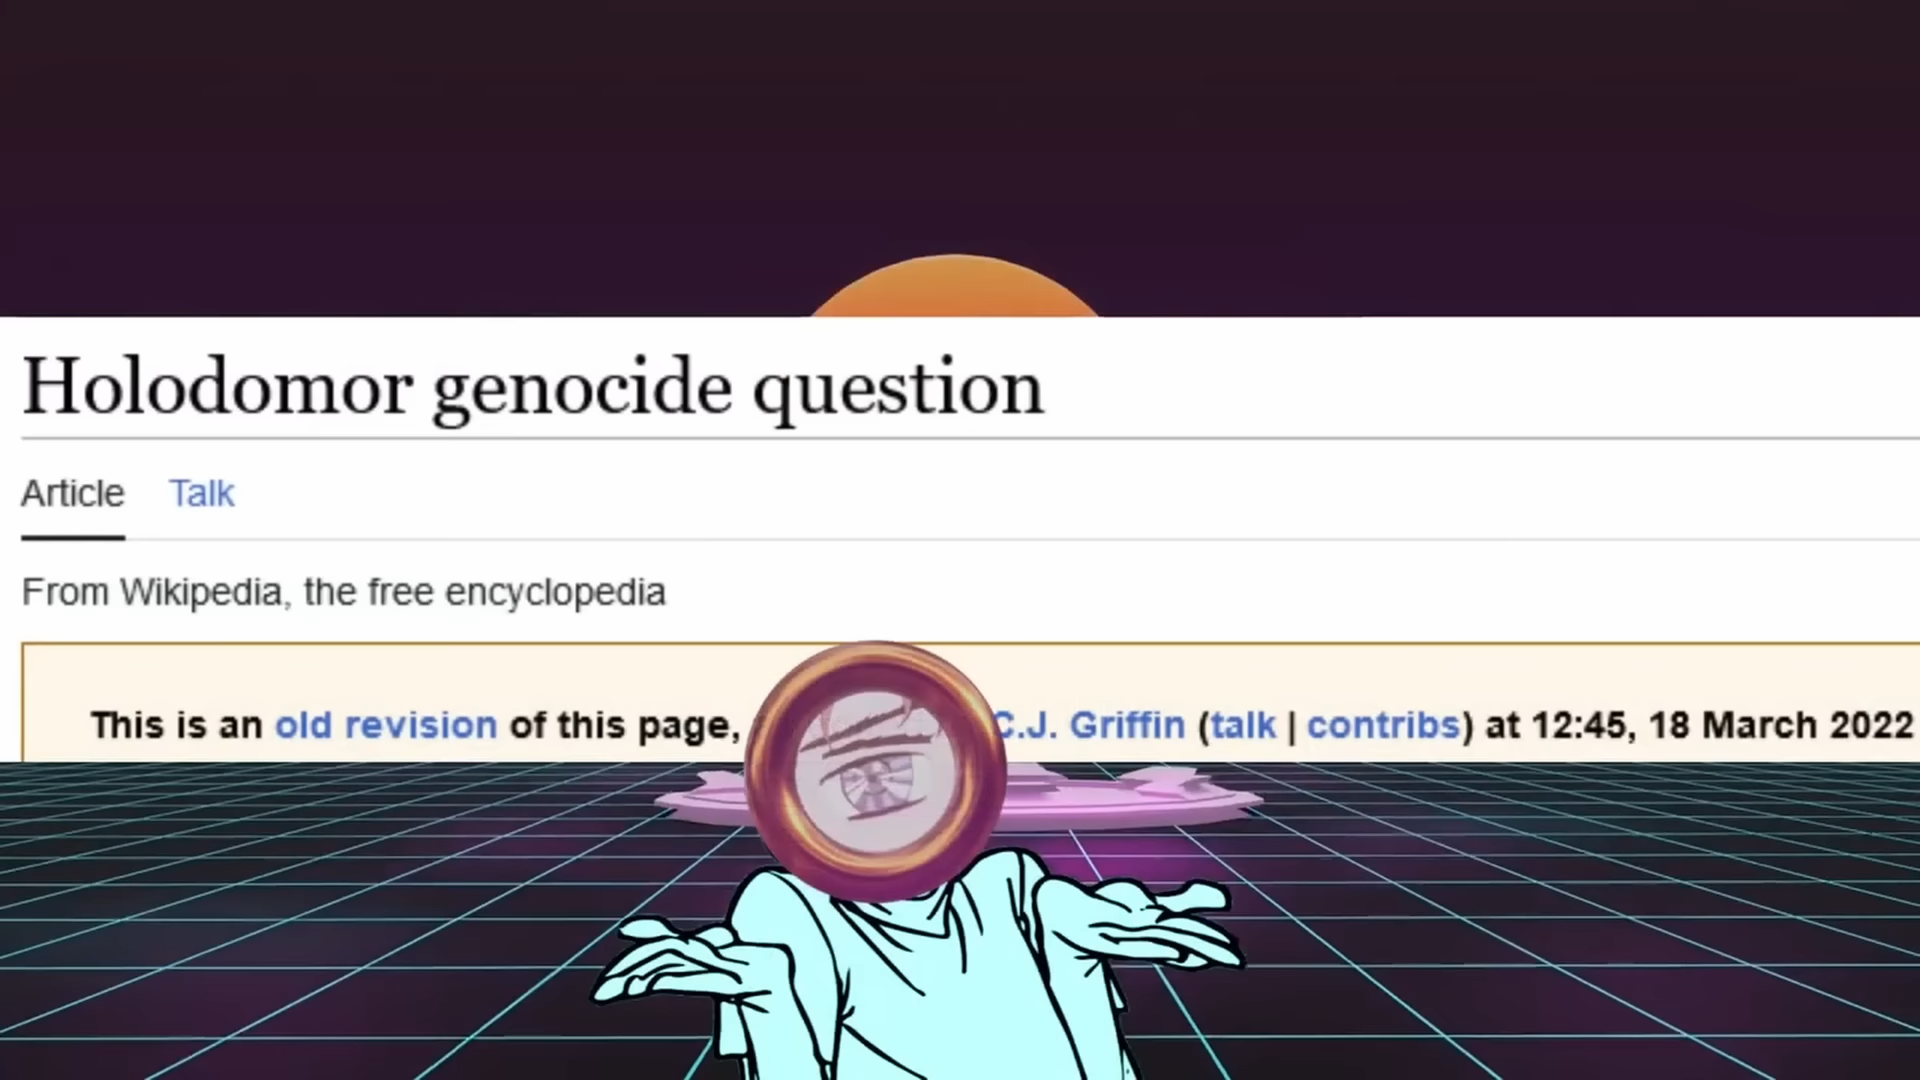 Holodomor genocide question
Article Talk
From Wikipedia, the free encyclopedia
This is an old revision of this page, C.J. Griffin (talk | contribs) at 12:45, 18 March 2022